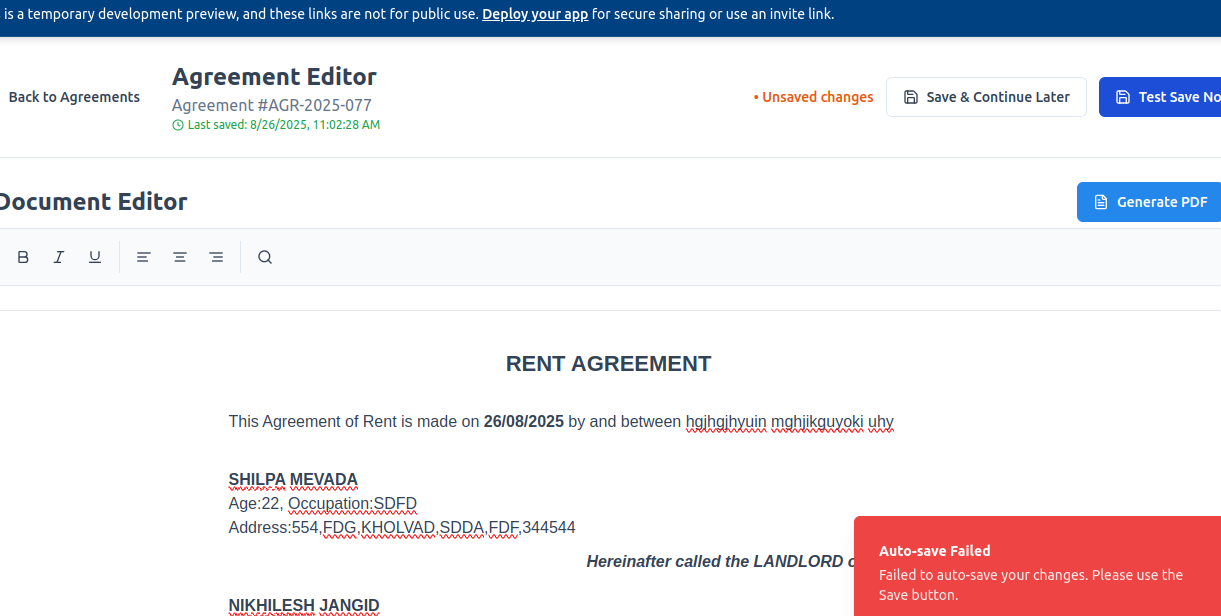 is a temporary development preview, and these links are not for public use. Deploy your app for secure sharing or use an invite link.
Back to Agreements
Agreement Editor
Agreement #AGR-2025-077
Last saved: 8/26/2025, 11:02:28 AM
• Unsaved changes
Save & Continue Later
Test Save No
Document Editor
Generate PDF
B I U
RENT AGREEMENT
This Agreement of Rent is made on 26/08/2025 by and between hgjhgjhyuin mghjikguyoki uhy
SHILPA MEVADA
Age:22, Occupation:SDFD
Address:554,FDG,KHOLVAD,SDDA,FDF,344544
Hereinafter called the LANDLORD
NIKHILESH JANGID
Auto-save Failed
Failed to auto-save your changes. Please use the
Save button.